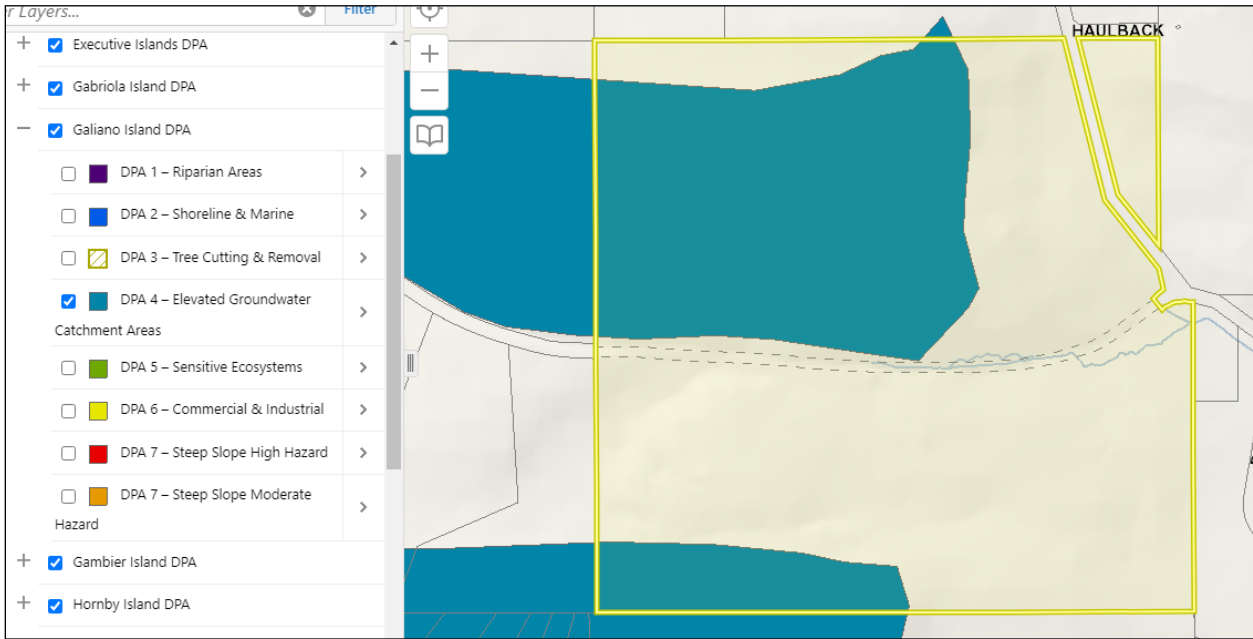 r Layers...
Filter
Executive Islands DPA
Gabriola Island DPA
Galiano Island DPA
DPA 1 – Riparian Areas
DPA 2 – Shoreline & Marine
DPA 3 – Tree Cutting & Removal
DPA 4 – Elevated Groundwater
Catchment Areas
DPA 5 – Sensitive Ecosystems
DPA 6 – Commercial & Industrial
DPA 7 – Steep Slope High Hazard
DPA 7 – Steep Slope Moderate
Hazard
Gambier Island DPA
Hornby Island DPA
HAULBACK